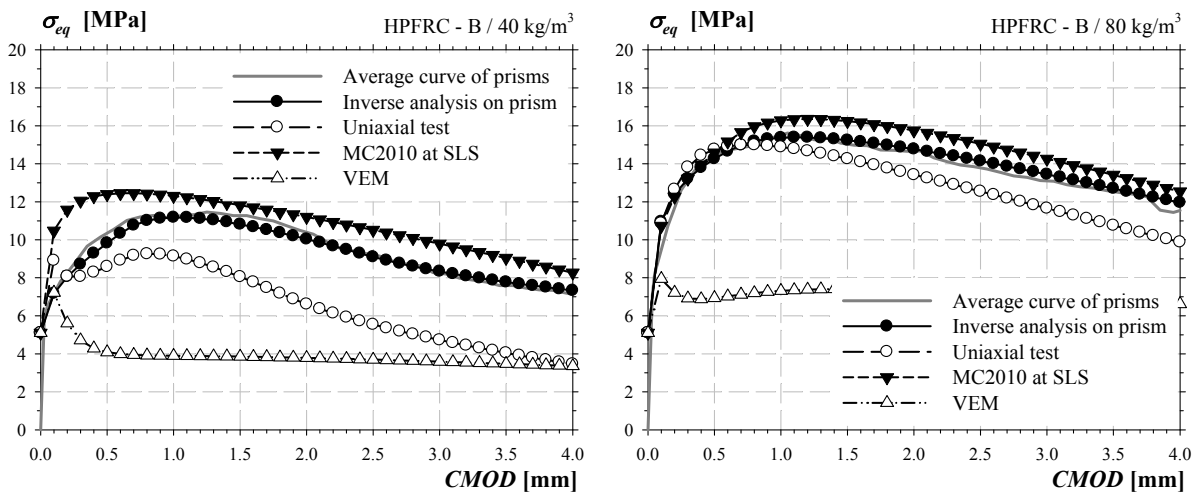 σeq [MPa] HPFRC - B / 40 kg/m³
20
18
16
14
12
10
8
6
4
2
0
Average curve of prisms
Inverse analysis on prism
Uniaxial test
MC2010 at SLS
VEM
0.0 0.5 1.0 1.5 2.0 2.5 3.0 3.5 4.0
CMOD [mm]
σeq [MPa] HPFRC - B / 80 kg/m³
20
18
16
14
12
10
8
6
4
2
0
Average curve of prisms
Inverse analysis on prism
Uniaxial test
MC2010 at SLS
VEM
0.0 0.5 1.0 1.5 2.0 2.5 3.0 3.5 4.0
CMOD [mm]